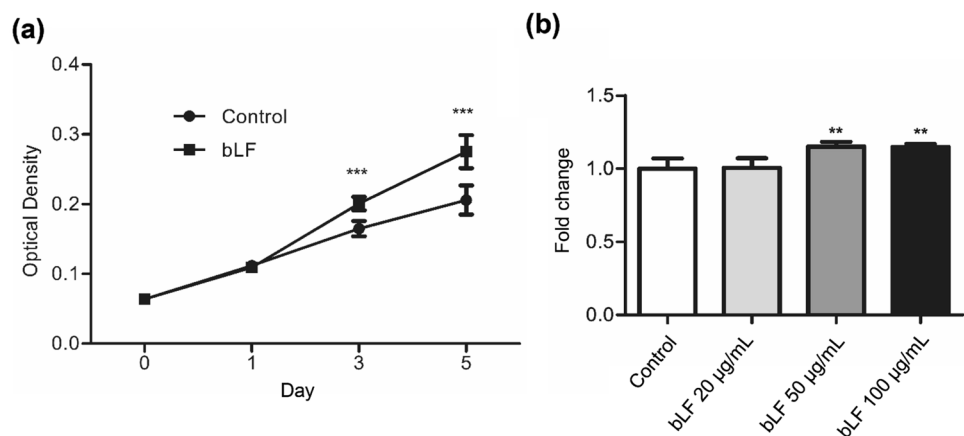 (a)
0.4
0.3
0.2
0.1
0.0
Optical Density
Control
bLF
***
***
0
1
3
5
Day
(b)
1.5
1.0
0.5
0.0
Fold change
**
**
Control
bLF 20 µg/mL
bLF 50 µg/mL
bLF 100 µg/mL